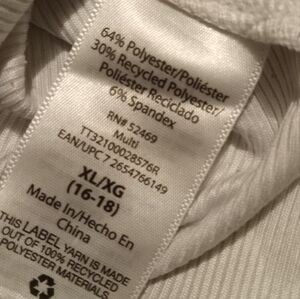 64% Polyester/Poliéster
30% Recycled Polyester/
Poliéster Reciclado
6% Spandex
RN# 52469
Multi
TT32100028576R
EAN/UPC 7 2654766149
XL/XG
(16-18)
Made In/Hecho En
China
THIS LABEL YARN IS MADE
OUT OF 100% RECYCLED
POLYESTER MATERIALS